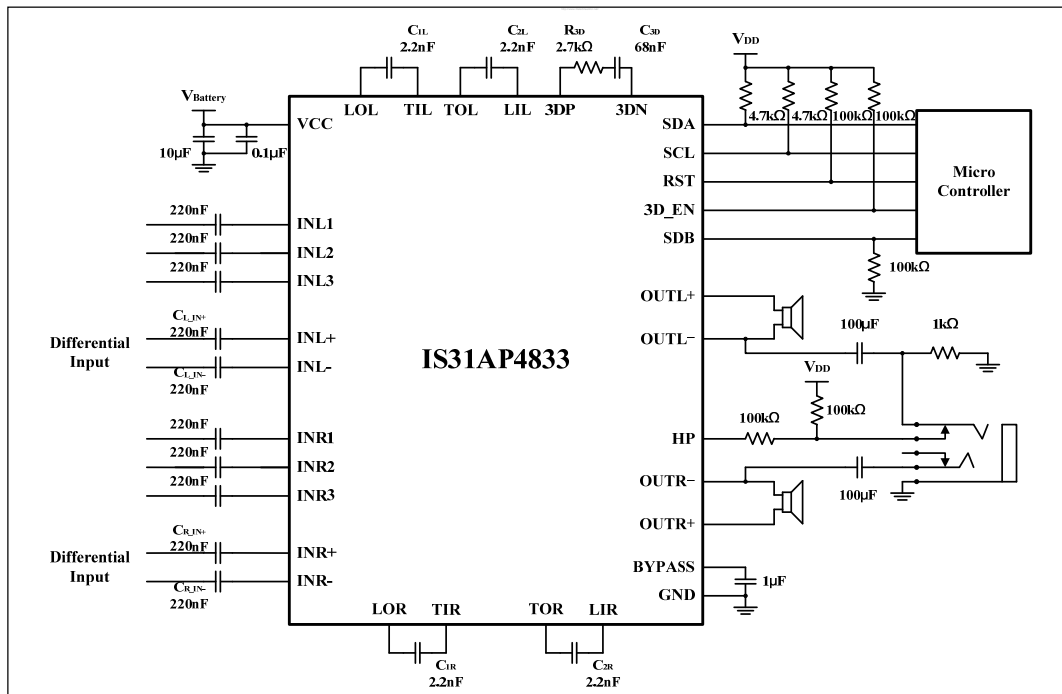 C1L
2.2nF
C2L
2.2nF
R3D
2.7kΩ
C3D
68nF
LOL
TIL
TOL
LIL
3DP
3DN
VBattery
VCC
10μF
0.1μF
VDD
4.7kΩ
4.7kΩ
100kΩ
100kΩ
SDA
SCL
RST
3D_EN
SDB
Micro
Controller
100kΩ
220nF
INL1
220nF
INL2
220nF
INL3
CL_IN+
220nF
INL+
Differential
Input
CL_IN-
220nF
INL-
IS31AP4833
OUTL+
OUTL−
100μF
1kΩ
VDD
100kΩ
100kΩ
HP
220nF
INR1
220nF
INR2
220nF
INR3
OUTR−
100μF
OUTR+
CR_IN+
220nF
INR+
Differential
Input
CR_IN-
220nF
INR-
BYPASS
1μF
GND
LOR
TIR
TOR
LIR
C1R
2.2nF
C2R
2.2nF